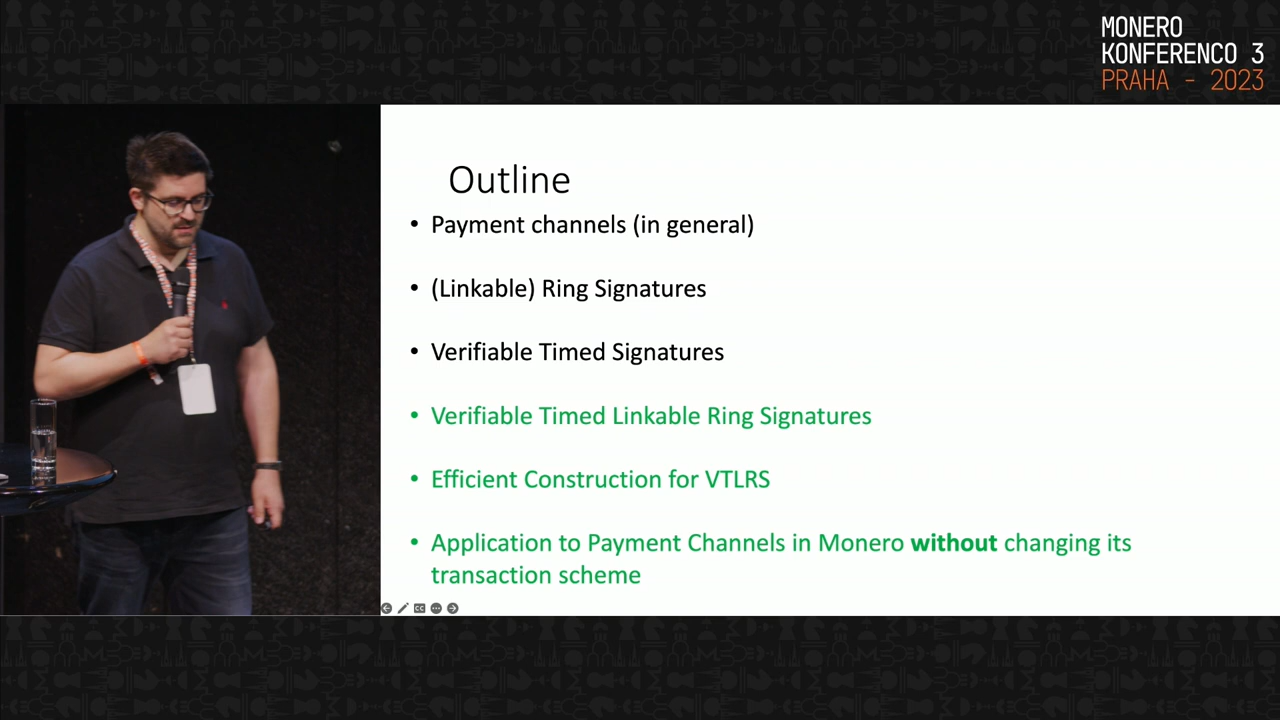 MONERO
KONFERENCO 3
PRAHA - 2023
Outline
• Payment channels (in general)
• (Linkable) Ring Signatures
• Verifiable Timed Signatures
• Verifiable Timed Linkable Ring Signatures
• Efficient Construction for VTLRS
• Application to Payment Channels in Monero without changing its
transaction scheme